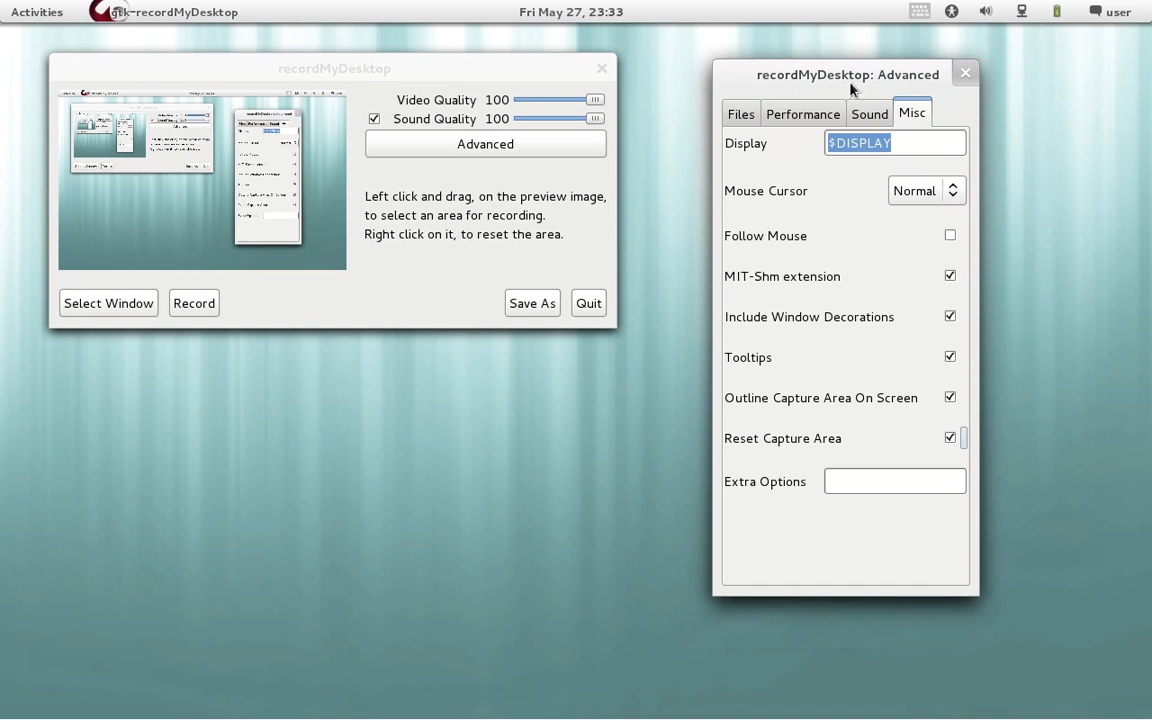 Activities
gtk-recordMyDesktop
Fri May 27, 23:33
user
recordMyDesktop
Video Quality 100
Sound Quality 100
Advanced
Left click and drag, on the preview image,
to select an area for recording.
Right click on it, to reset the area.
Select Window
Record
Save As
Quit
recordMyDesktop: Advanced
Files
Performance
Sound
Misc
Display $DISPLAY
Mouse Cursor Normal
Follow Mouse
MIT-Shm extension
Include Window Decorations
Tooltips
Outline Capture Area On Screen
Reset Capture Area
Extra Options